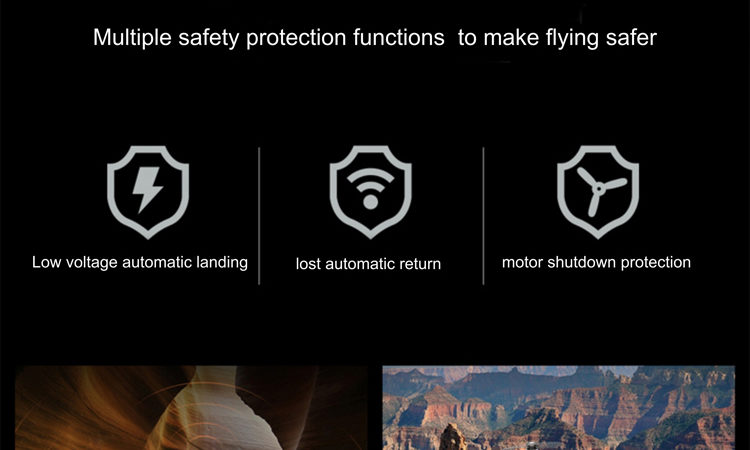 Multiple safety protection functions  to make flying safer
Low voltage automatic landing
lost automatic return
motor shutdown protection